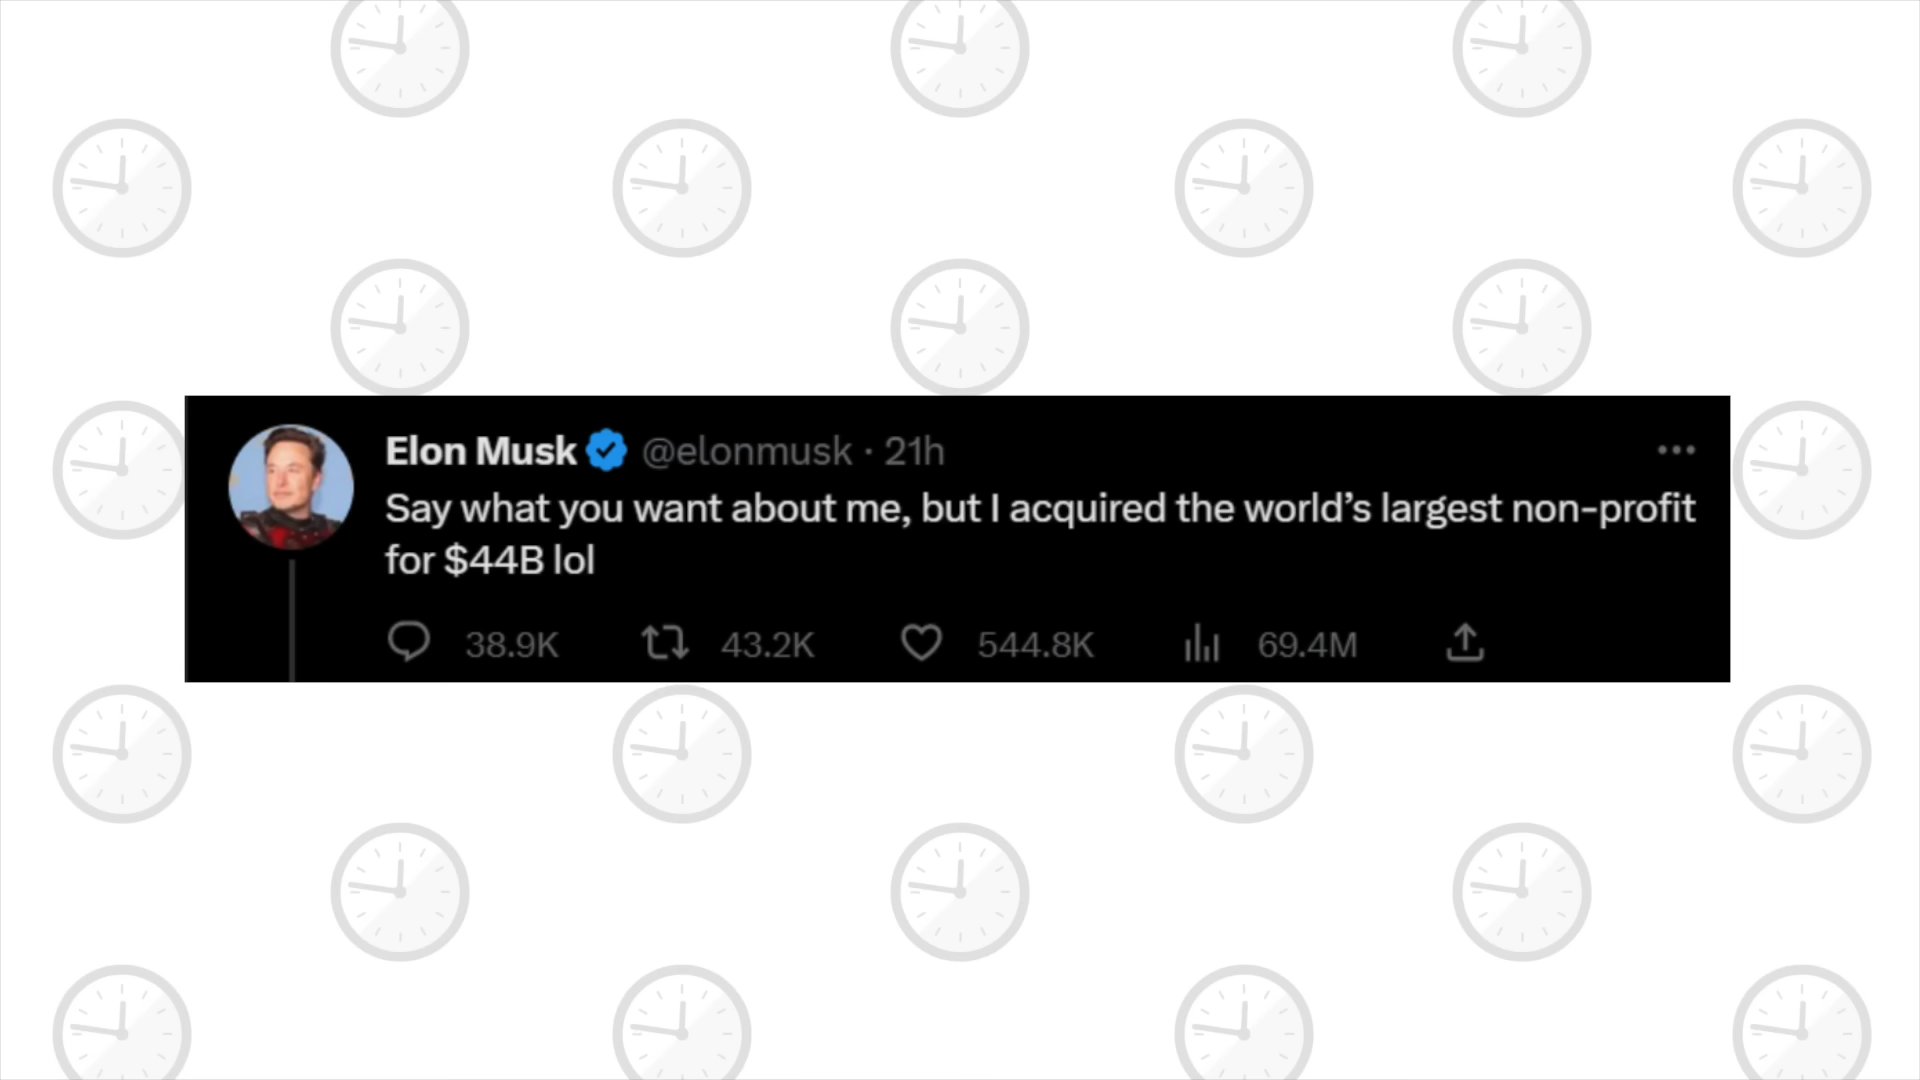 Elon Musk @elonmusk · 21h
Say what you want about me, but I acquired the world’s largest non-profit
for $44B lol
38.9K 43.2K 544.8K 69.4M